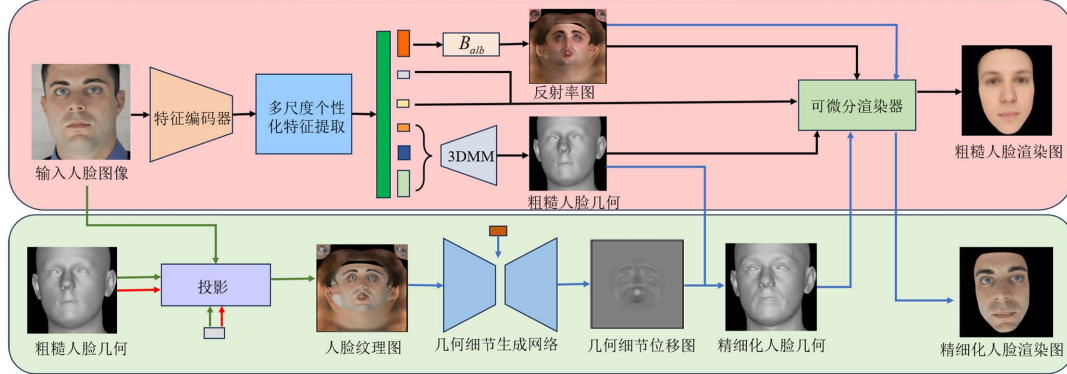 B_alb
反射率图
特征编码器
多尺度个性
化特征提取
可微分渲染器
3DMM
输入人脸图像
粗糙人脸几何
粗糙人脸渲染图
投影
粗糙人脸几何
人脸纹理图
几何细节生成网络
几何细节位移图
精细化人脸几何
精细化人脸渲染图